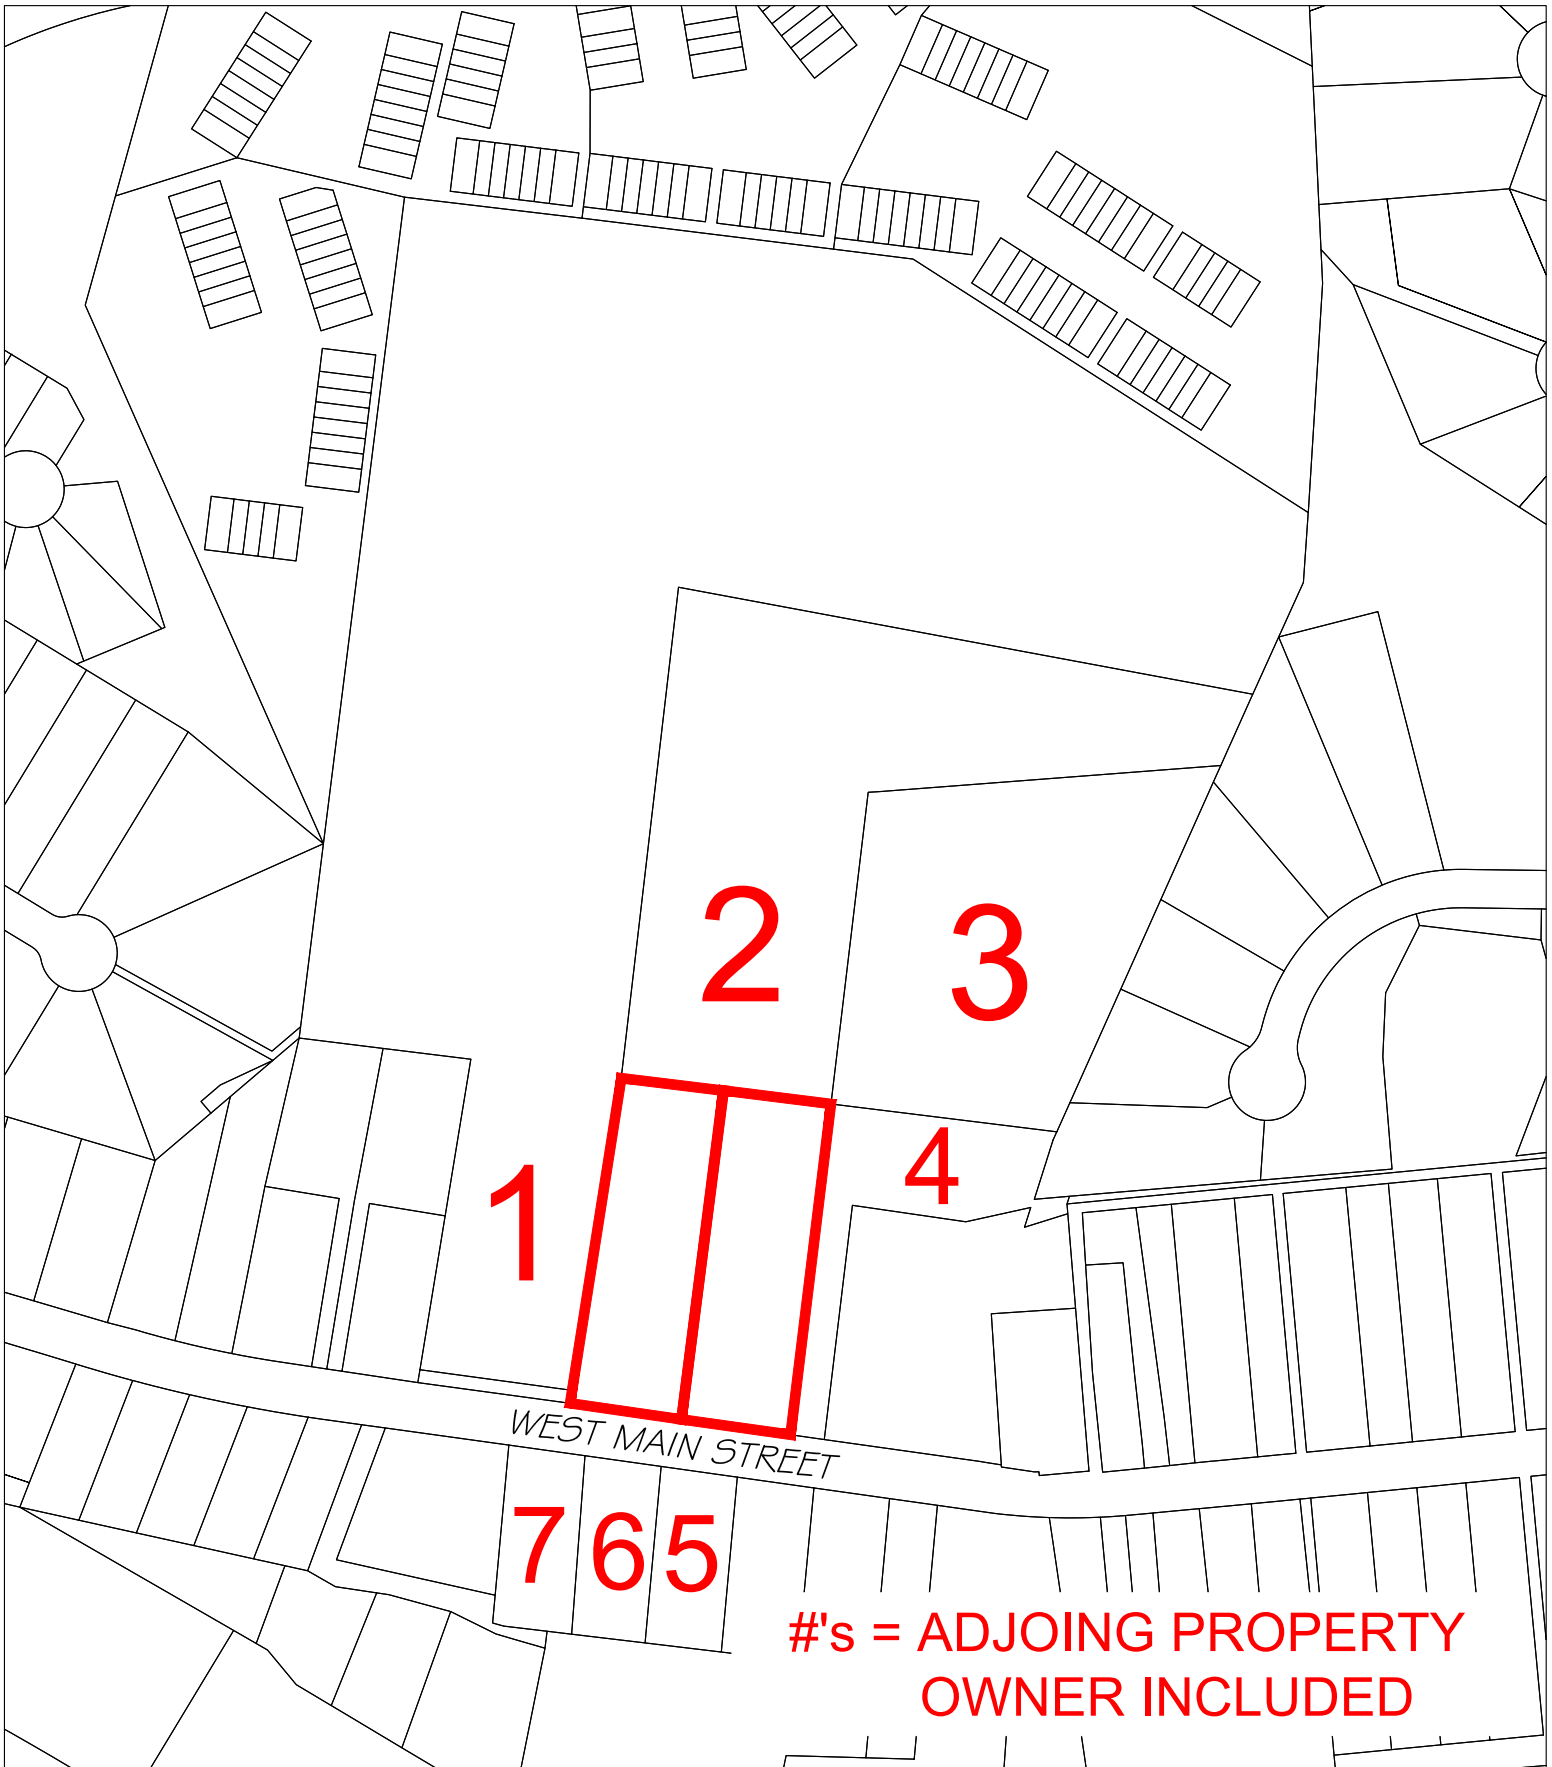 2
3
4
1
WEST MAIN STREET
7 6 5
#'s = ADJOING PROPERTY
OWNER INCLUDED